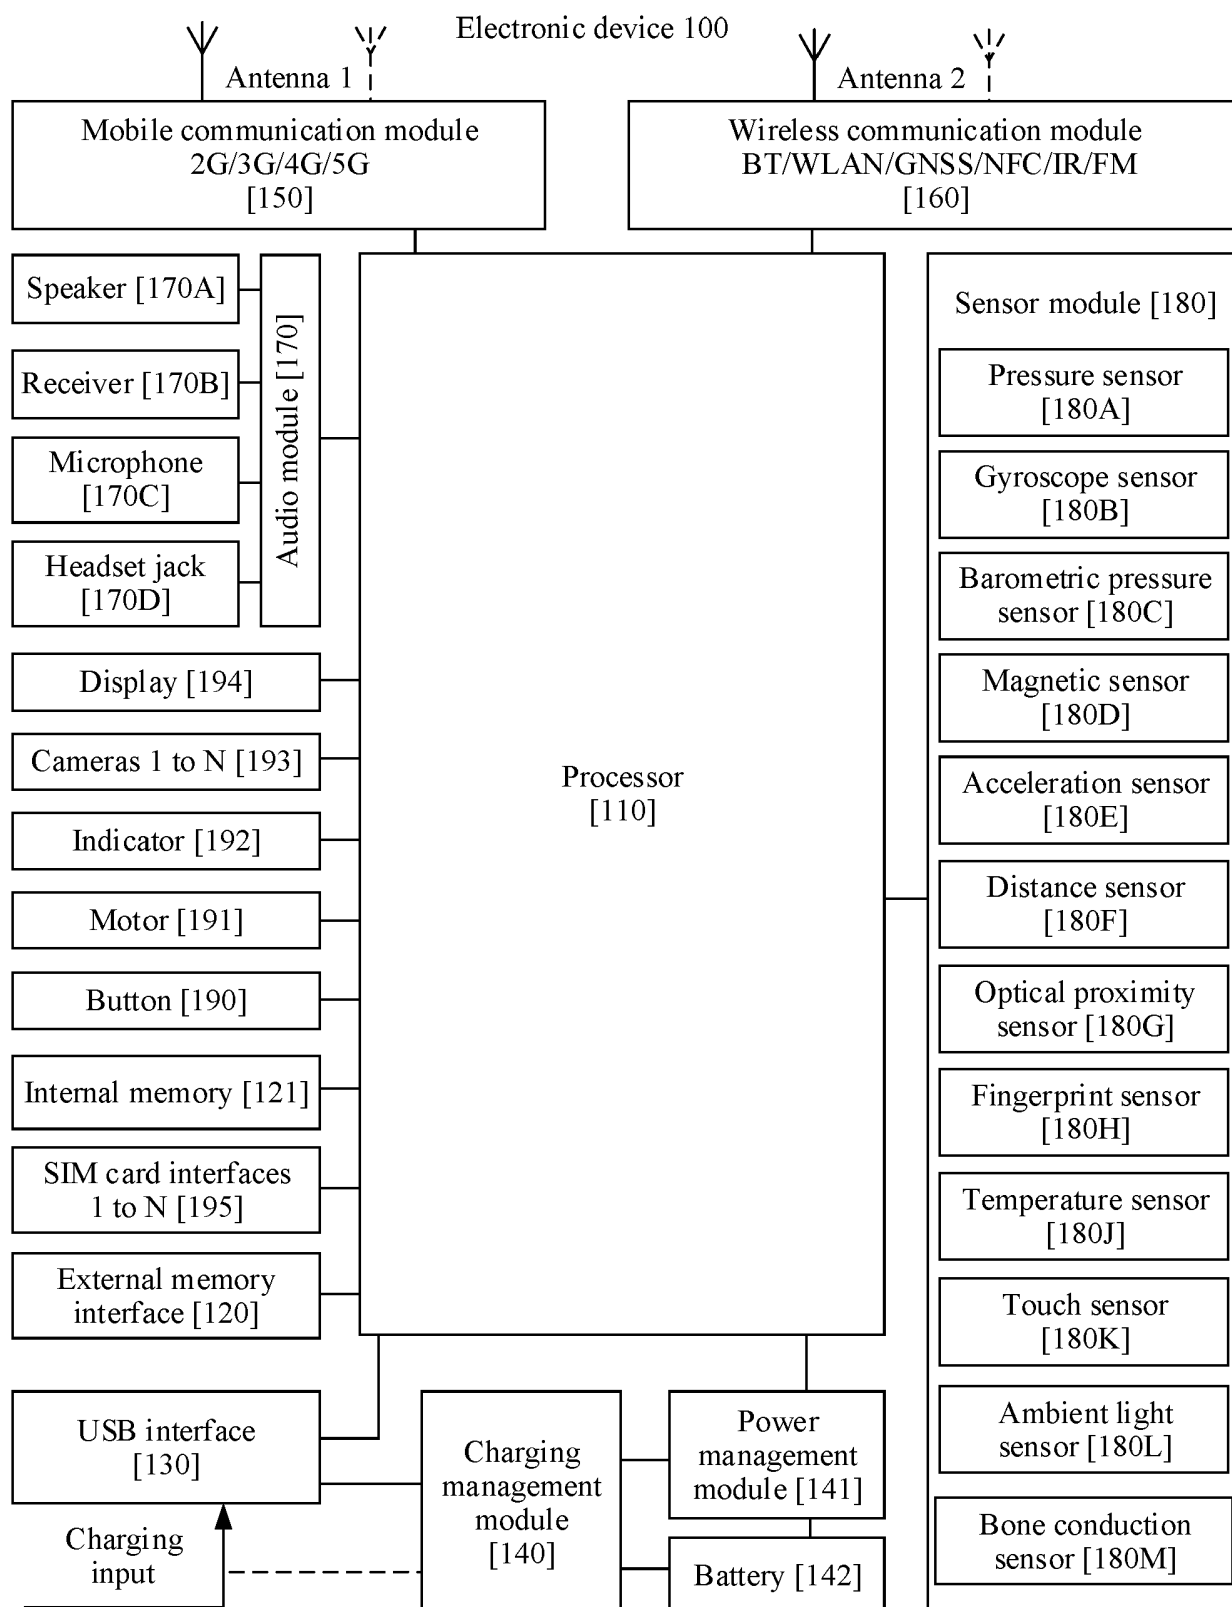 Electronic device 100
Antenna 1
Antenna 2
Mobile communication module
2G/3G/4G/5G
[150]
Wireless communication module
BT/WLAN/GNSS/NFC/IR/FM
[160]
Speaker [170A]
Receiver [170B]
Microphone
[170C]
Headset jack
[170D]
Audio module [170]
Display [194]
Cameras 1 to N [193]
Indicator [192]
Motor [191]
Button [190]
Internal memory [121]
SIM card interfaces
1 to N [195]
External memory
interface [120]
Processor
[110]
Sensor module [180]
Pressure sensor
[180A]
Gyroscope sensor
[180B]
Barometric pressure
sensor [180C]
Magnetic sensor
[180D]
Acceleration sensor
[180E]
Distance sensor
[180F]
Optical proximity
sensor [180G]
Fingerprint sensor
[180H]
Temperature sensor
[180J]
Touch sensor
[180K]
Ambient light
sensor [180L]
Bone conduction
sensor [180M]
USB interface
[130]
Charging
input
Charging
management
module
[140]
Power
management
module [141]
Battery [142]